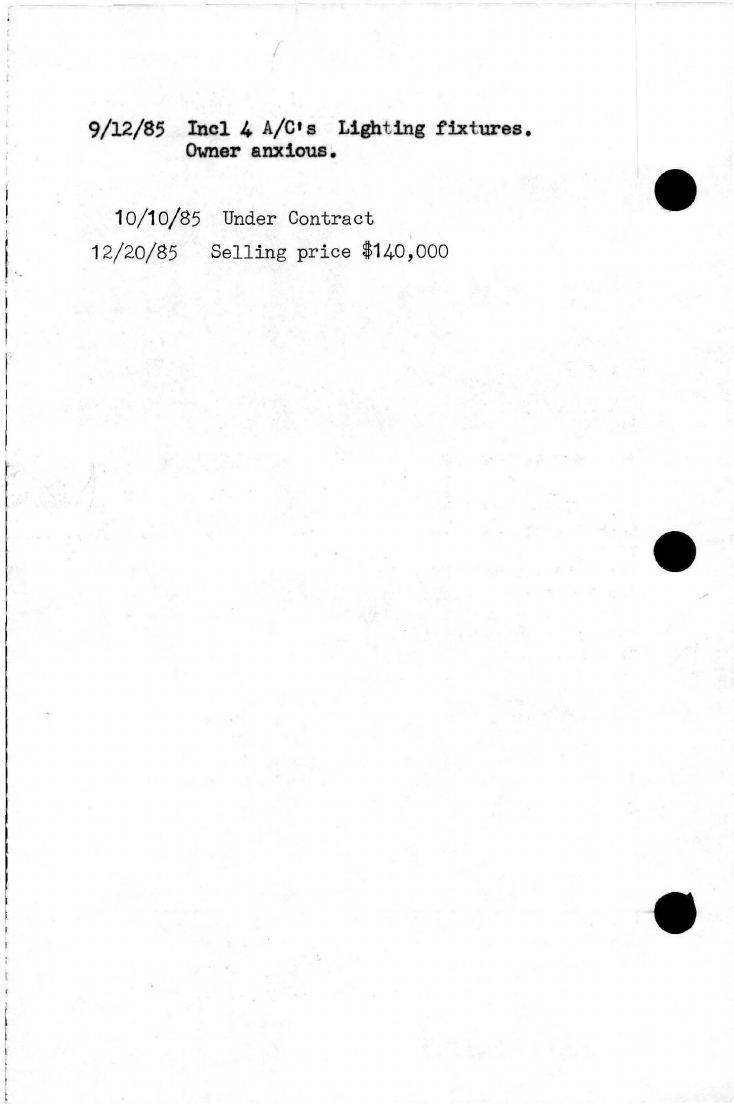 9/12/85 Incl 4 A/C's Lighting fixtures.
Owner anxious.
10/10/85 Under Contract
12/20/85 Selling price $140,000